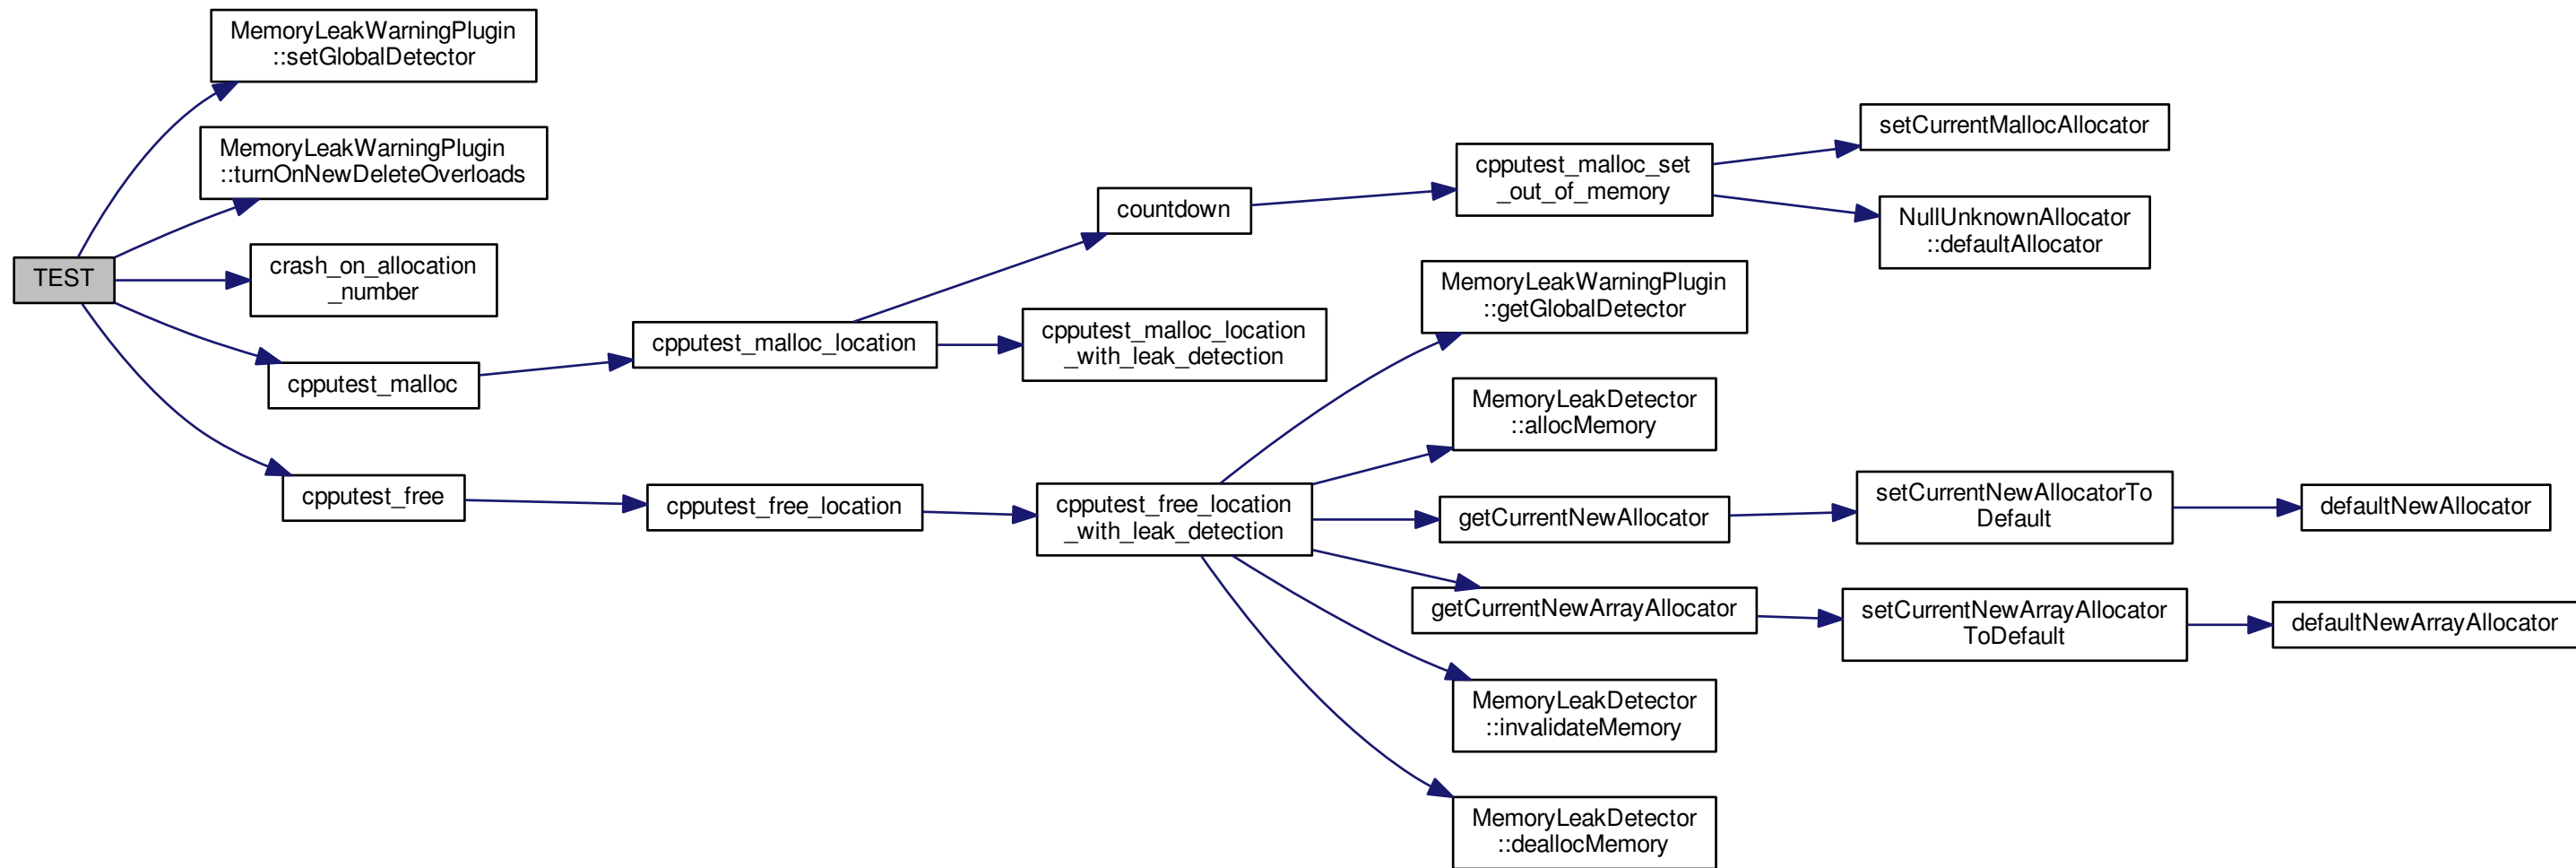 MemoryLeakWarningPlugin
::setGlobalDetector
MemoryLeakWarningPlugin
::turnOnNewDeleteOverloads
TEST
crash_on_allocation
_number
cpputest_malloc
cpputest_free
cpputest_malloc_location
cpputest_free_location
countdown
cpputest_malloc_location
_with_leak_detection
cpputest_free_location
_with_leak_detection
cpputest_malloc_set
_out_of_memory
MemoryLeakWarningPlugin
::getGlobalDetector
MemoryLeakDetector
::allocMemory
getCurrentNewAllocator
getCurrentNewArrayAllocator
MemoryLeakDetector
::invalidateMemory
MemoryLeakDetector
::deallocMemory
setCurrentMallocAllocator
NullUnknownAllocator
::defaultAllocator
setCurrentNewAllocatorTo
Default
setCurrentNewArrayAllocator
ToDefault
defaultNewAllocator
defaultNewArrayAllocator